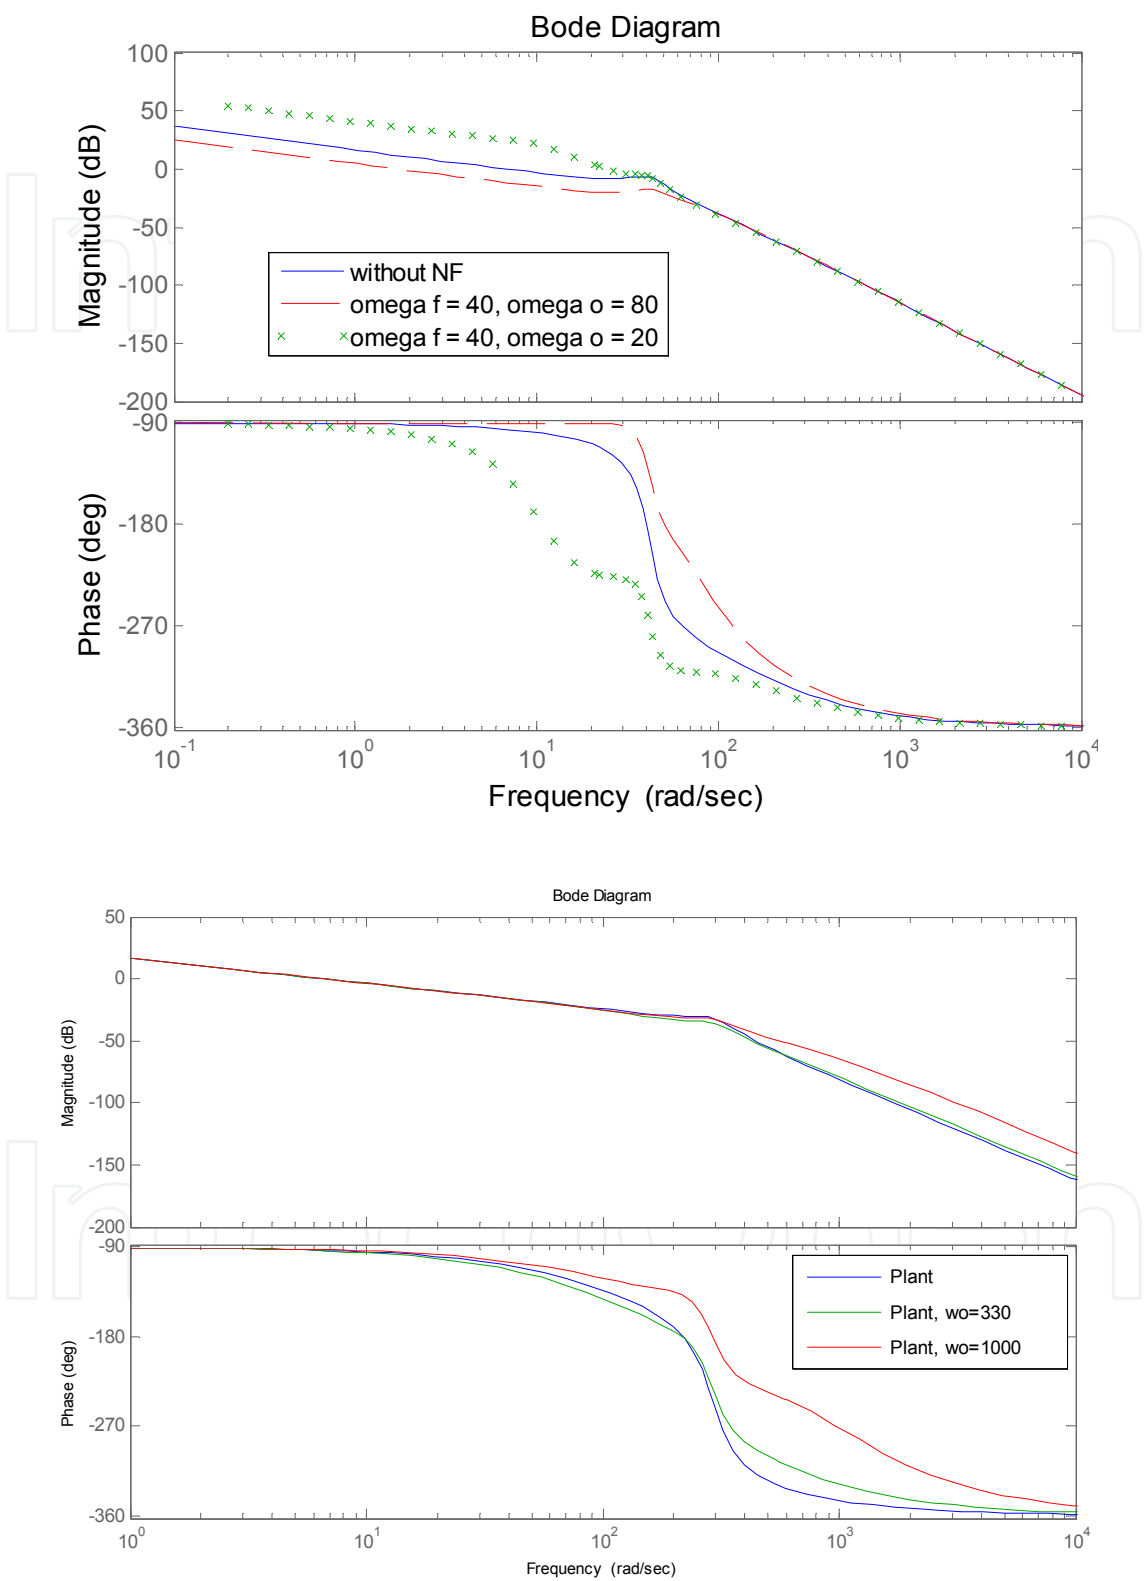 Bode Diagram
100
50
0
-50
-100
-150
-200
Magnitude (dB)
without NF
omega f = 40, omega o = 80
omega f = 40, omega o = 20
-90
-180
-270
-360
Phase (deg)
10-1
100
101
102
103
104
Frequency (rad/sec)
Bode Diagram
50
0
-50
-100
-150
-200
Magnitude (dB)
-90
-180
-270
-360
Phase (deg)
Plant
Plant, wo=330
Plant, wo=1000
100
101
102
103
104
Frequency (rad/sec)